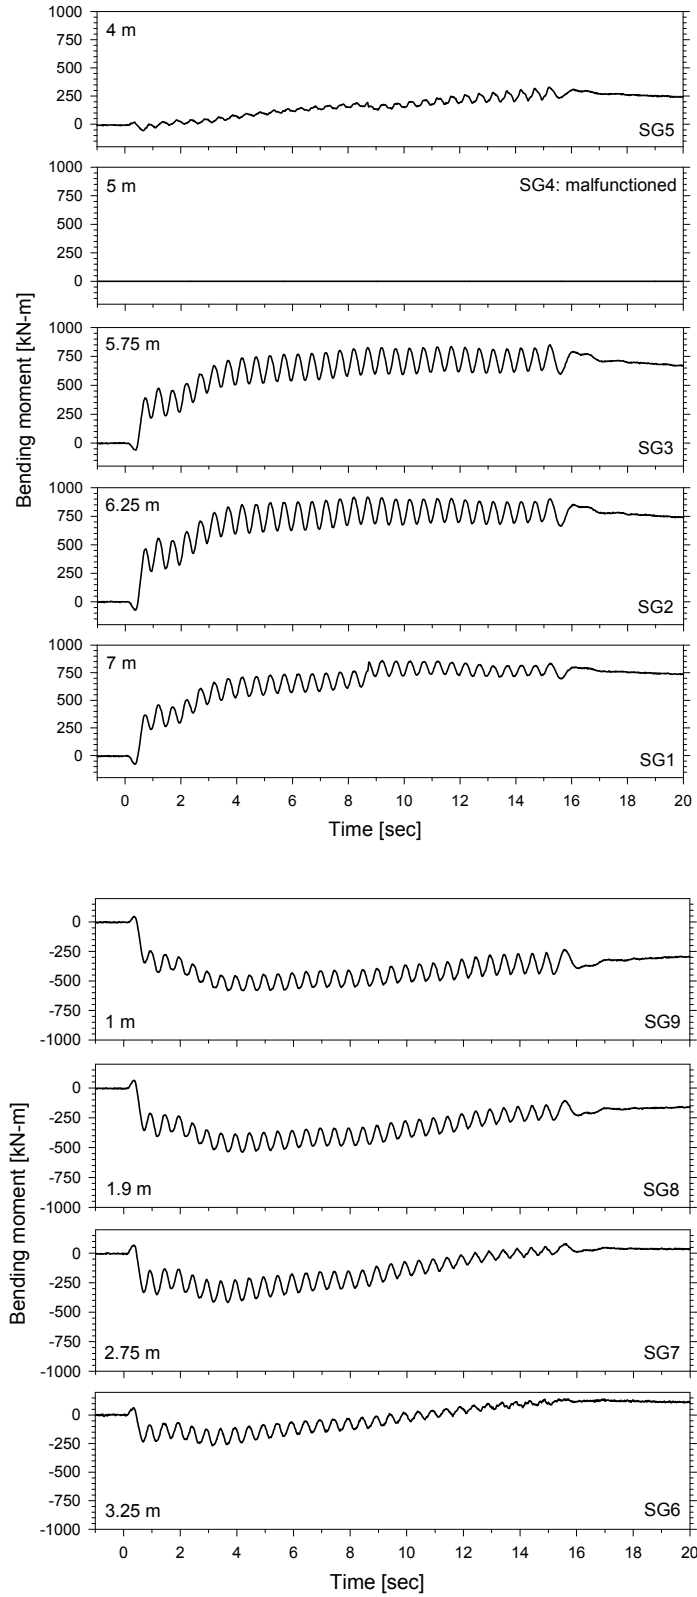 1000
4 m
750
500
250
0
SG5
1000
5 m
SG4: malfunctioned
750
500
250
0
Bending moment [kN-m]
1000
5.75 m
750
500
250
0
SG3
1000
6.25 m
750
500
250
0
SG2
1000
7 m
750
500
250
0
SG1
0 2 4 6 8 10 12 14 16 18 20
Time [sec]
0
-250
-500
-750
-1000
1 m
SG9
0
-250
-500
-750
-1000
1.9 m
SG8
Bending moment [kN-m]
0
-250
-500
-750
-1000
2.75 m
SG7
0
-250
-500
-750
-1000
3.25 m
SG6
0 2 4 6 8 10 12 14 16 18 20
Time [sec]